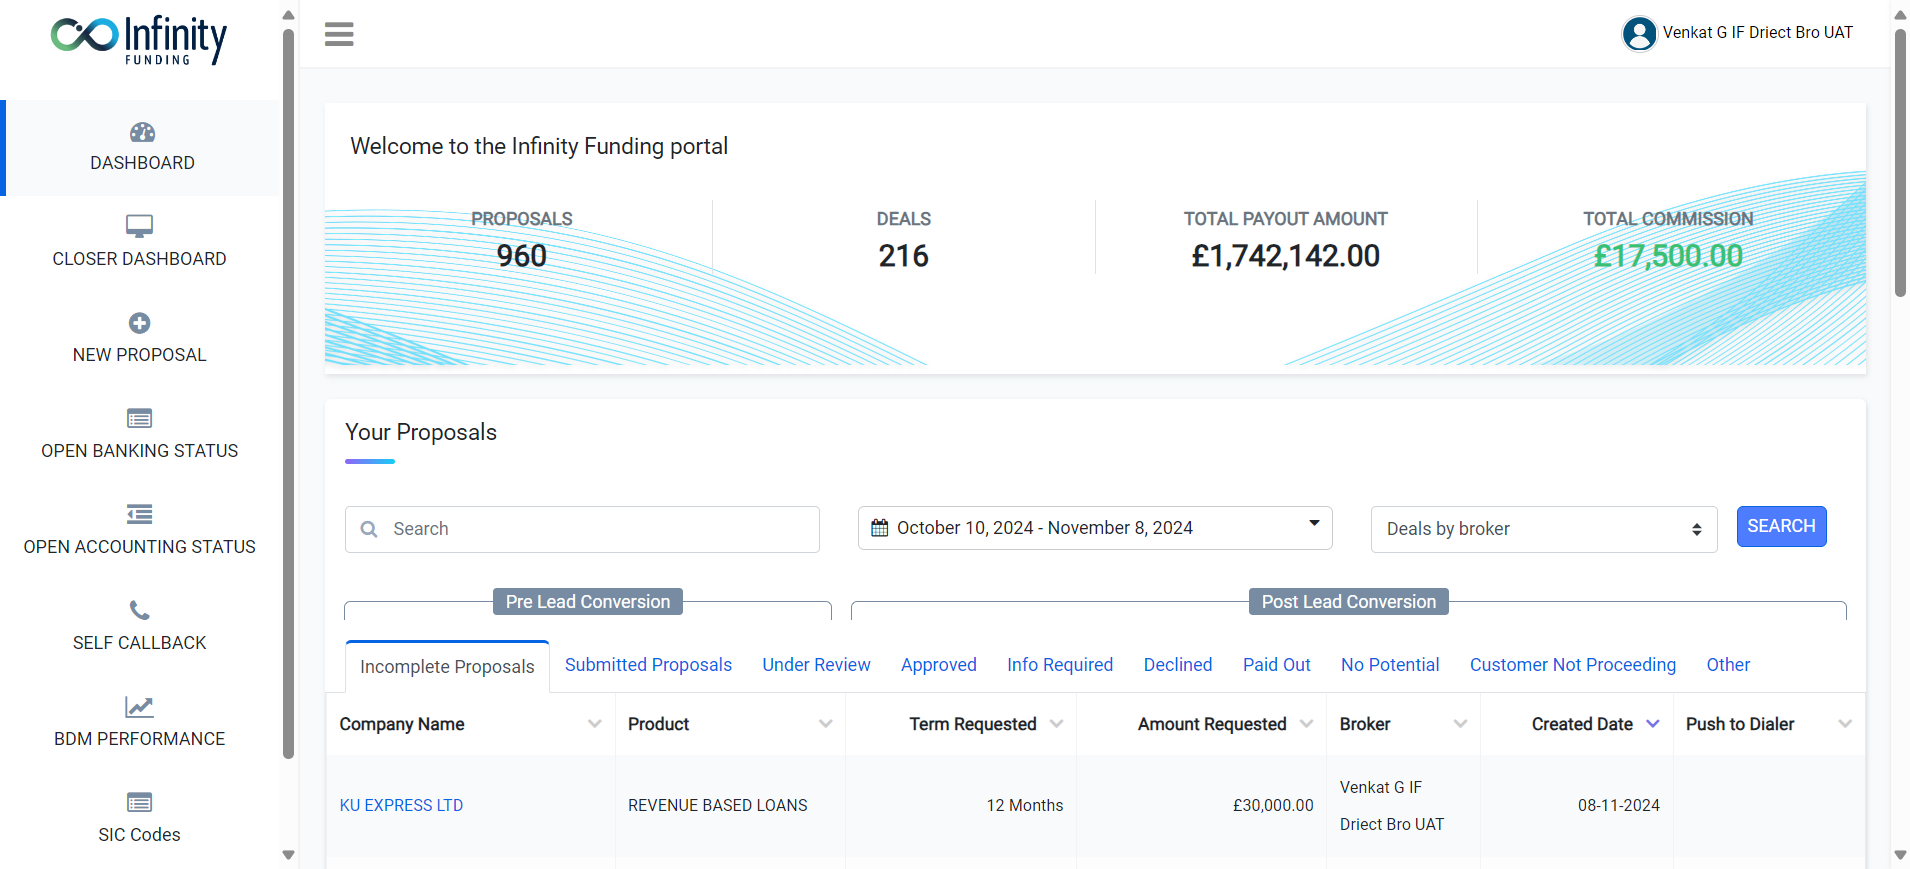 Infinity
FUNDING
Venkat G IF Driect Bro UAT
DASHBOARD
CLOSER DASHBOARD
NEW PROPOSAL
OPEN BANKING STATUS
OPEN ACCOUNTING STATUS
SELF CALLBACK
BDM PERFORMANCE
SIC Codes
Welcome to the Infinity Funding portal
PROPOSALS
960
DEALS
216
TOTAL PAYOUT AMOUNT
£1,742,142.00
TOTAL COMMISSION
£17,500.00
Your Proposals
Search
October 10, 2024 - November 8, 2024
Deals by broker
SEARCH
Pre Lead Conversion
Post Lead Conversion
Incomplete Proposals
Submitted Proposals
Under Review
Approved
Info Required
Declined
Paid Out
No Potential
Customer Not Proceeding
Other
Company Name
Product
Term Requested
Amount Requested
Broker
Created Date
Push to Dialer
KU EXPRESS LTD
REVENUE BASED LOANS
12 Months
£30,000.00
Venkat G IF
Driect Bro UAT
08-11-2024